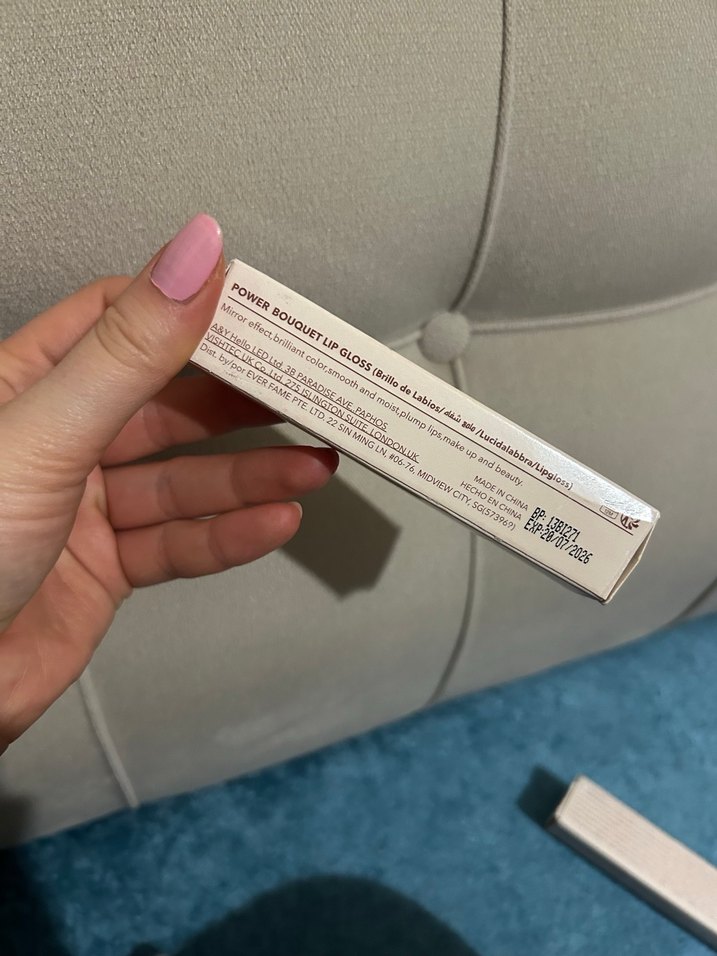 POWER BOUQUET LIP GLOSS (Brillo de Labios/ ملمع شفاه /Lucidalabbra/Lipgloss)
Mirror effect,brilliant color,smooth and moist,plump lips,make up and beauty.
A&Y Hello LED Ltd, 3B PARADISE AVE.,PAPHOS
VISHTEC UK Co. Ltd, 275 ISLINGTON SUITE, LONDON,UK
Dist. by/por EVER FAME PTE. LTD. 22 SIN MING LN, #06-76, MIDVIEW CITY, SG(573969)
MADE IN CHINA
HECHO EN CHINA
12M
BP: 1381271
EXP:20/07/2026